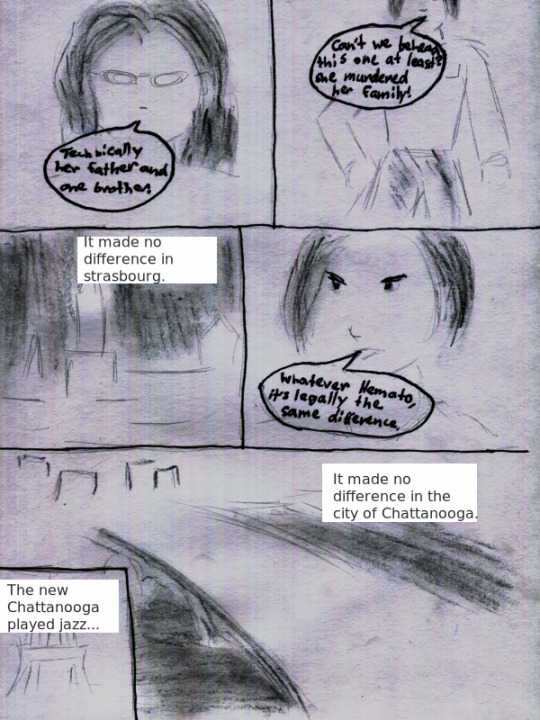 Can't we behead
this one at least?
she murdered
her family!
Technically
her father and
one brother.
Whatever Hemato,
it's legally the
same difference.
It made no
difference in
strasbourg.
It made no
difference in the
city of Chattanooga.
The new
Chattanooga
played jazz...